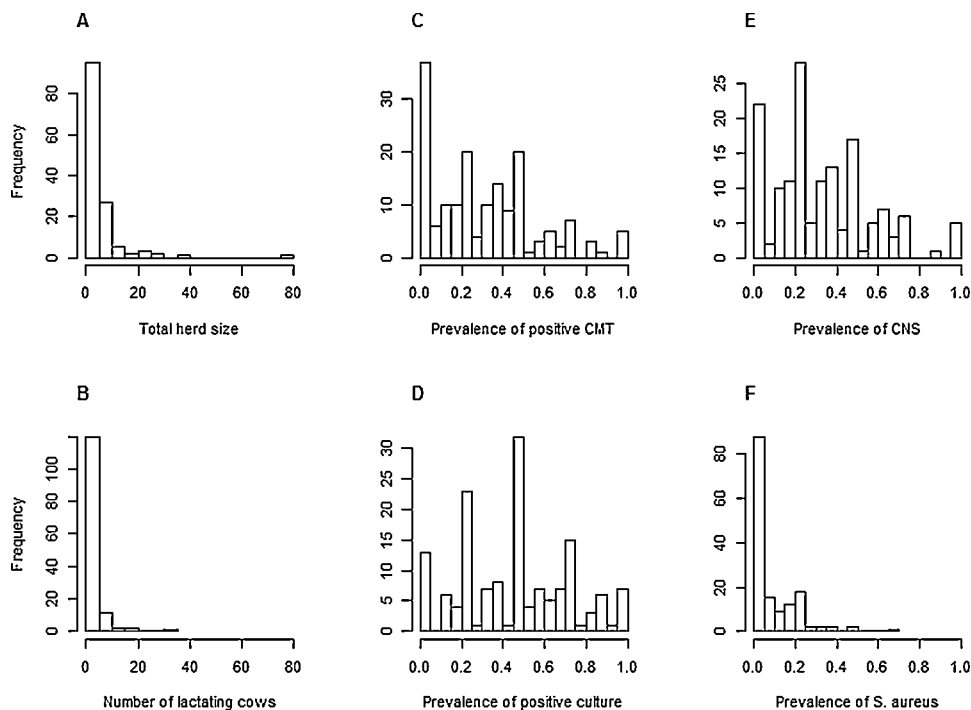 A
Frequency
0 20 40 60 80
0 20 40 60 80
Total herd size
C
0 10 20 30
0.0 0.2 0.4 0.6 0.8 1.0
Prevalence of positive CMT
E
0 5 10 15 20 25
0.0 0.2 0.4 0.6 0.8 1.0
Prevalence of CNS
B
Frequency
0 20 40 60 80 100
0 20 40 60 80
Number of lactating cows
D
0 5 10 15 20 25 30
0.0 0.2 0.4 0.6 0.8 1.0
Prevalence of positive culture
F
0 20 40 60 80
0.0 0.2 0.4 0.6 0.8 1.0
Prevalence of S. aureus